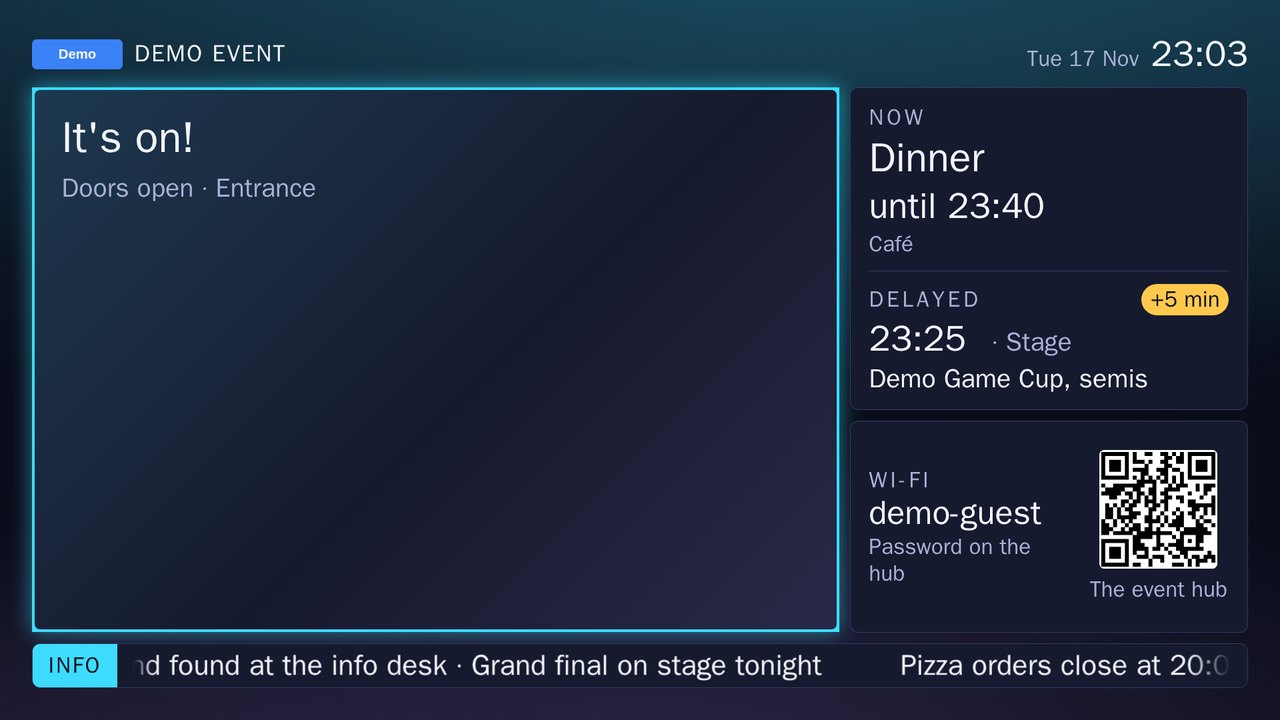 Demo
DEMO EVENT
Tue 17 Nov 23:03
It's on!
Doors open · Entrance
NOW
Dinner
until 23:40
Café
DELAYED
+5 min
23:25 · Stage
Demo Game Cup, semis
WI-FI
demo-guest
Password on the
hub
The event hub
INFO
found at the info desk · Grand final on stage tonight
Pizza orders close at